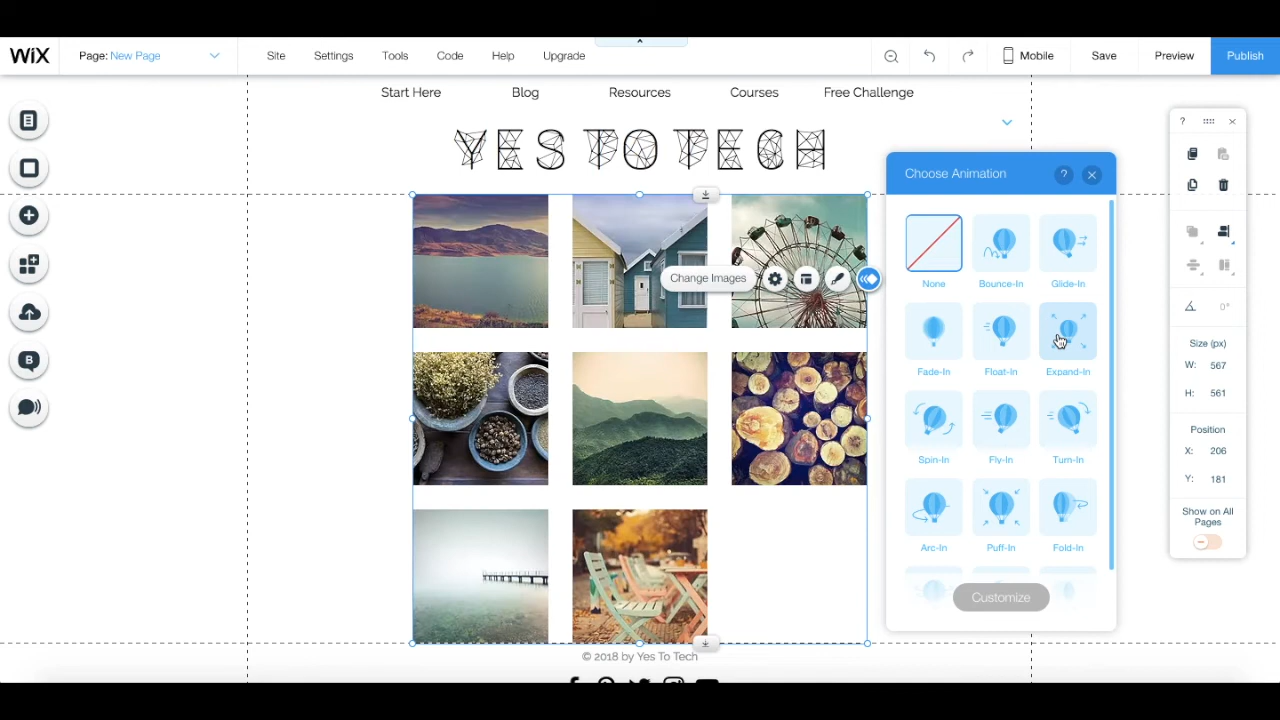 WiX
Page: New Page
Site
Settings
Tools
Code
Help
Upgrade
Mobile
Save
Preview
Publish
Start Here
Blog
Resources
Courses
Free Challenge
YES TO TECH
Change Images
Choose Animation
?
None
Bounce-In
Glide-In
Fade-In
Float-In
Expand-In
Spin-In
Fly-In
Turn-In
Arc-In
Puff-In
Fold-In
Customize
?
0°
Size (px)
W: 567
H: 561
Position
X: 206
Y: 181
Show on All
Pages
B
© 2018 by Yes To Tech